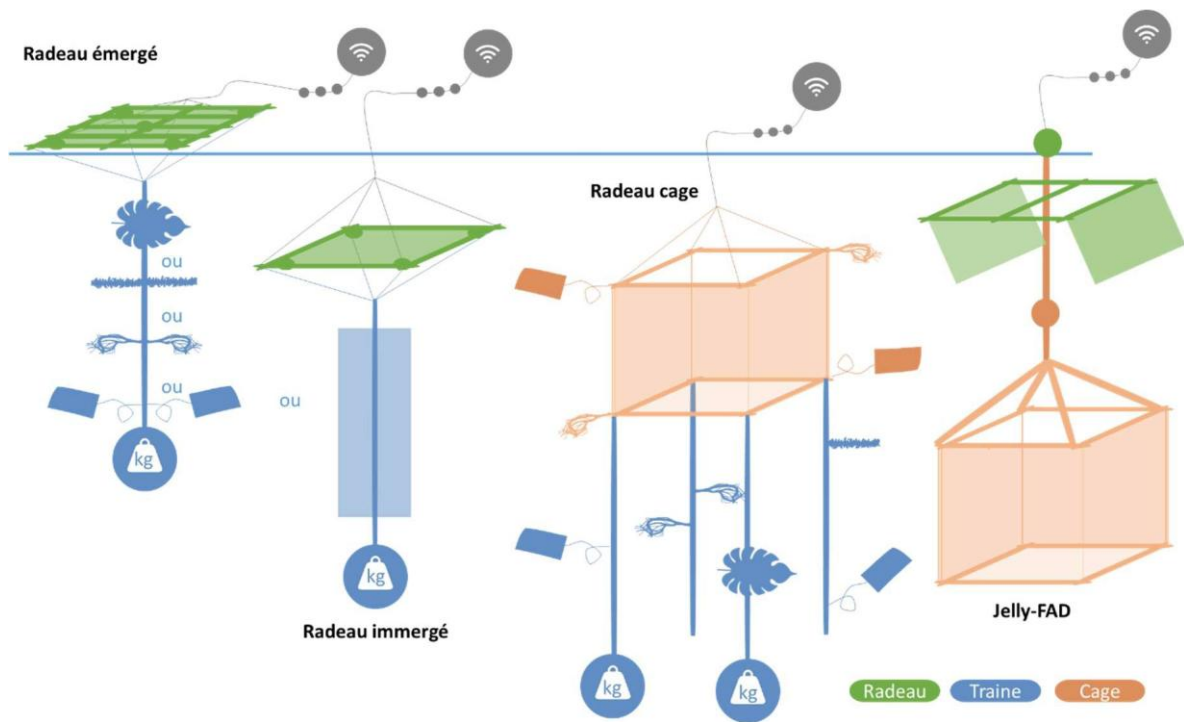 Radeau émergé
Radeau cage
ou
ou
ou
ou
kg
kg
Radeau immergé
kg
kg
Jelly-FAD
Radeau
Traine
Cage